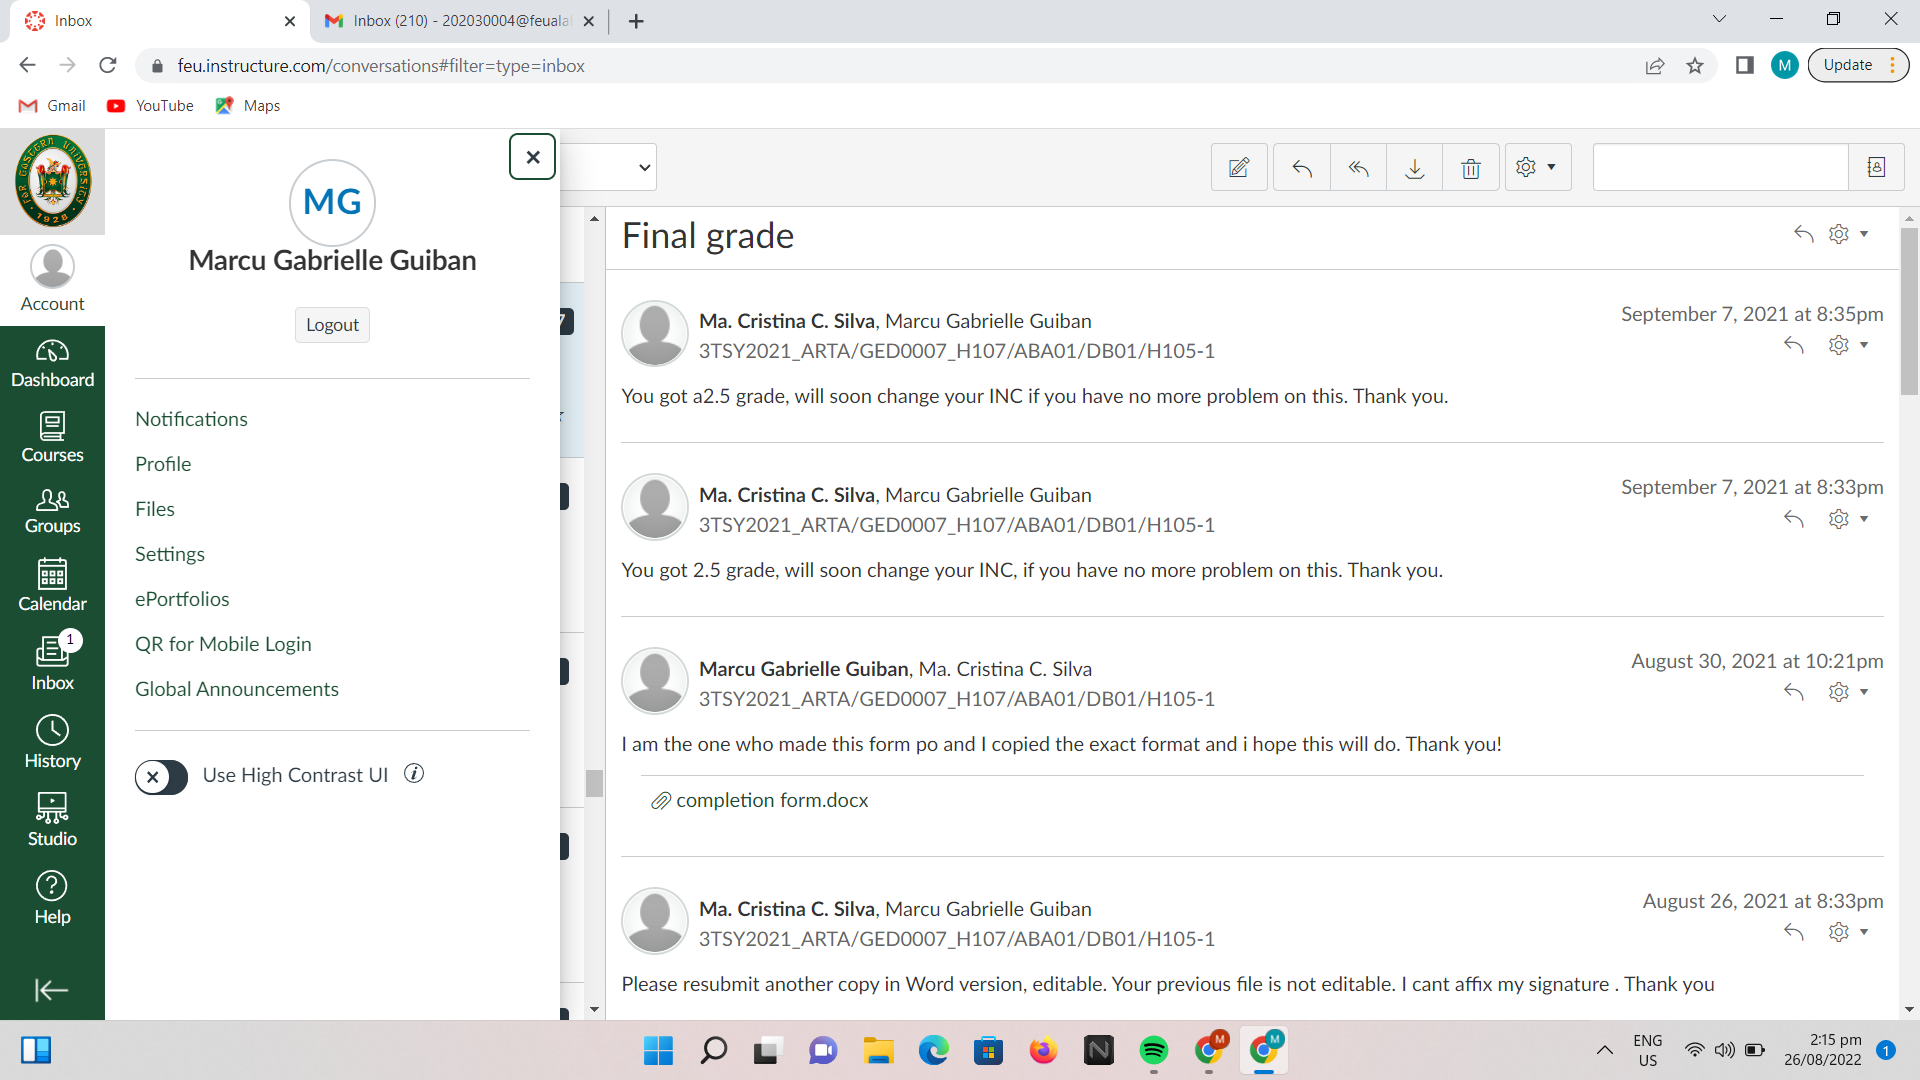 Inbox
Inbox (210) - 202030004@feuala
feu.instructure.com/conversations#filter=type=inbox
Update
M
Gmail
YouTube
Maps
FAR EASTERN UNIVERSITY
1928
Account
Dashboard
Courses
Groups
Calendar
1
Inbox
History
Studio
Help
MG
Marcu Gabrielle Guiban
Logout
Notifications
Profile
Files
Settings
ePortfolios
QR for Mobile Login
Global Announcements
Use High Contrast UI
7
Final grade
Ma. Cristina C. Silva, Marcu Gabrielle Guiban
September 7, 2021 at 8:35pm
3TSY2021_ARTA/GED0007_H107/ABA01/DB01/H105-1
You got a2.5 grade, will soon change your INC if you have no more problem on this. Thank you.
Ma. Cristina C. Silva, Marcu Gabrielle Guiban
September 7, 2021 at 8:33pm
3TSY2021_ARTA/GED0007_H107/ABA01/DB01/H105-1
You got 2.5 grade, will soon change your INC, if you have no more problem on this. Thank you.
Marcu Gabrielle Guiban, Ma. Cristina C. Silva
August 30, 2021 at 10:21pm
3TSY2021_ARTA/GED0007_H107/ABA01/DB01/H105-1
I am the one who made this form po and I copied the exact format and i hope this will do. Thank you!
completion form.docx
Ma. Cristina C. Silva, Marcu Gabrielle Guiban
August 26, 2021 at 8:33pm
3TSY2021_ARTA/GED0007_H107/ABA01/DB01/H105-1
Please resubmit another copy in Word version, editable. Your previous file is not editable. I cant affix my signature . Thank you
N
M
M
ENG
US
2:15 pm
26/08/2022
1